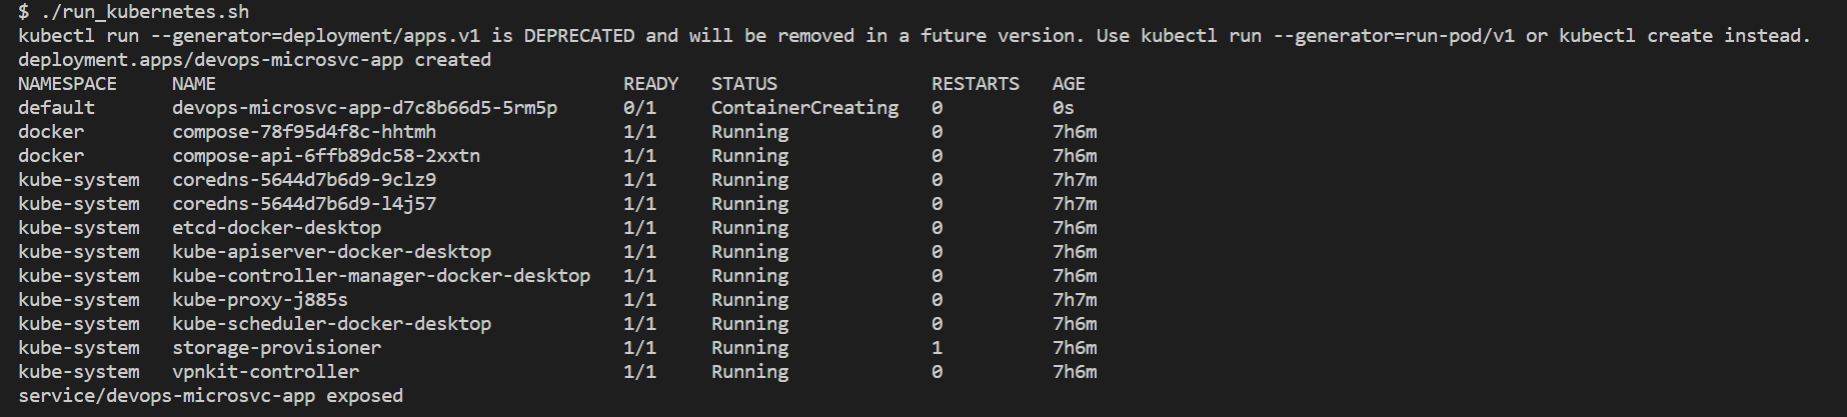 $ ./run_kubernetes.sh
kubectl run --generator=deployment/apps.v1 is DEPRECATED and will be removed in a future version. Use kubectl run --generator=run-pod/v1 or kubectl create instead.
deployment.apps/devops-microsvc-app created
NAMESPACE     NAME                                     READY   STATUS              RESTARTS   AGE
default       devops-microsvc-app-d7c8b66d5-5rm5p      0/1     ContainerCreating   0          0s
docker        compose-78f95d4f8c-hhtmh                 1/1     Running             0          7h6m
docker        compose-api-6ffb89dc58-2xxtn             1/1     Running             0          7h6m
kube-system   coredns-5644d7b6d9-9clz9                 1/1     Running             0          7h7m
kube-system   coredns-5644d7b6d9-l4j57                 1/1     Running             0          7h7m
kube-system   etcd-docker-desktop                      1/1     Running             0          7h6m
kube-system   kube-apiserver-docker-desktop            1/1     Running             0          7h6m
kube-system   kube-controller-manager-docker-desktop   1/1     Running             0          7h6m
kube-system   kube-proxy-j885s                         1/1     Running             0          7h7m
kube-system   kube-scheduler-docker-desktop            1/1     Running             0          7h6m
kube-system   storage-provisioner                      1/1     Running             1          7h6m
kube-system   vpnkit-controller                        1/1     Running             0          7h6m
service/devops-microsvc-app exposed